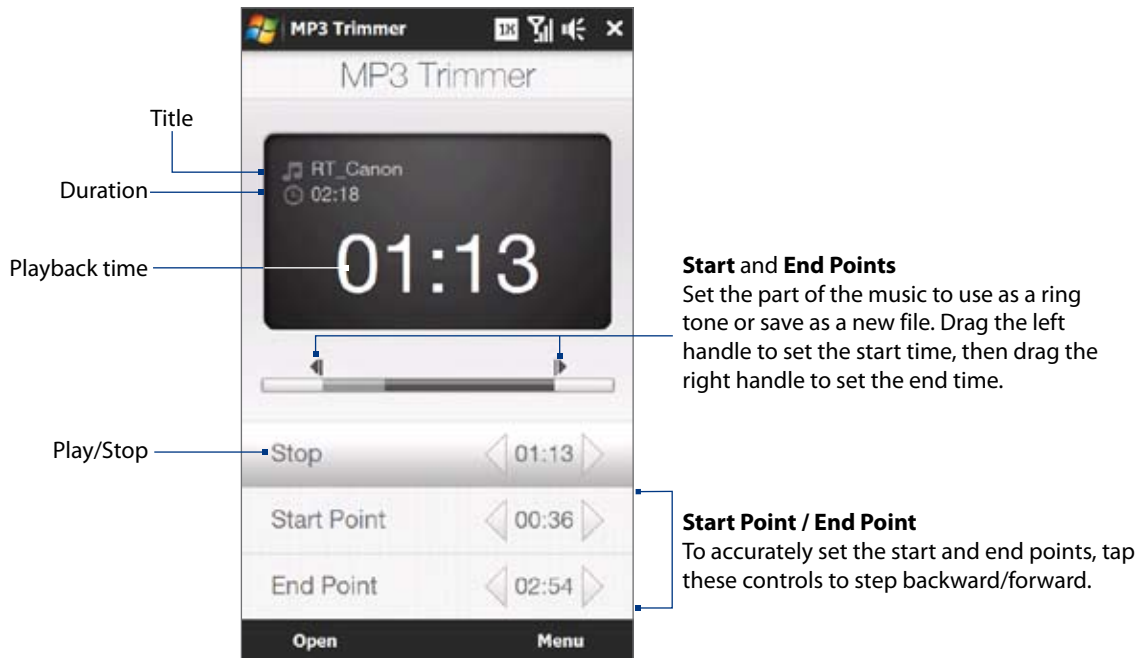 MP3 Trimmer
1X
MP3 Trimmer
Title
RT_Canon
Duration
02:18
Playback time
01:13
Start and End Points
Set the part of the music to use as a ring
tone or save as a new file. Drag the left
handle to set the start time, then drag the
right handle to set the end time.
Play/Stop
Stop
01:13
Start Point
00:36
End Point
02:54
Start Point / End Point
To accurately set the start and end points, tap
these controls to step backward/forward.
Open
Menu